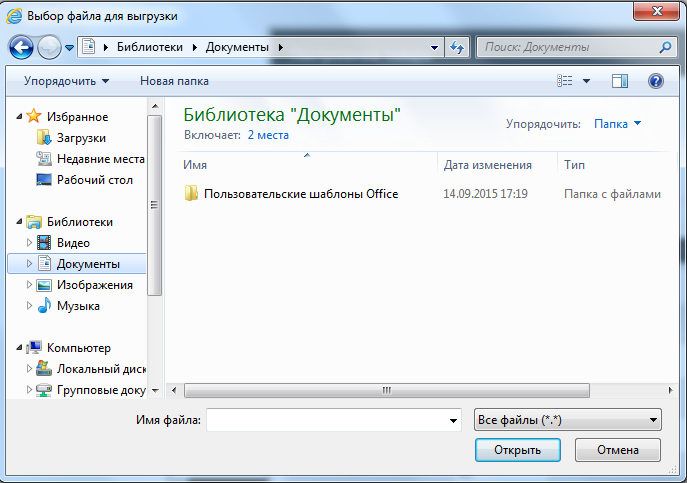 Выбор файла для выгрузки
Библиотеки Документы
Поиск: Документы
Упорядочить Новая папка
Избранное
Загрузки
Недавние места
Рабочий стол
Библиотеки
Видео
Документы
Изображения
Музыка
Компьютер
Локальный диск
Групповые доку
Библиотека "Документы"
Включает: 2 места
Упорядочить: Папка
Имя Дата изменения Тип
Пользовательские шаблоны Office 14.09.2015 17:19 Папка с файлами
Имя файла:
Все файлы (*.*)
Открыть Отмена